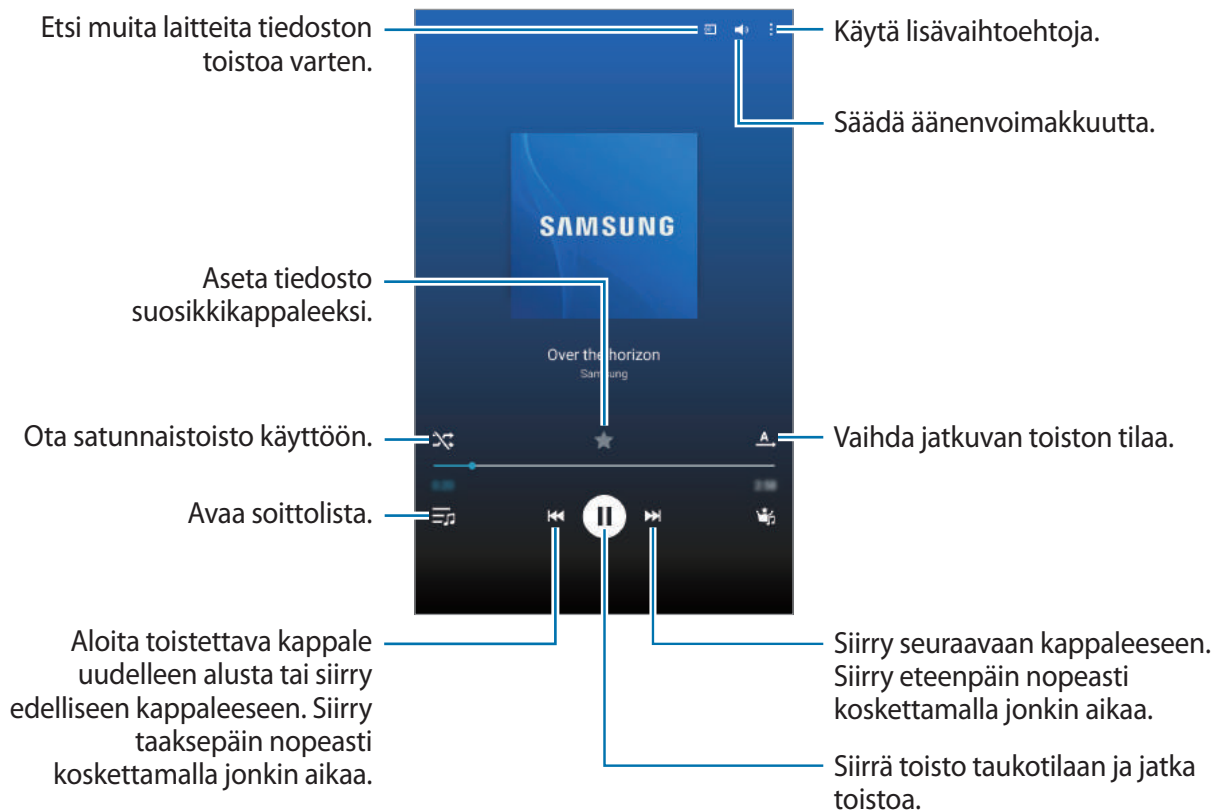 Etsi muita laitteita tiedoston
toistoa varten.
Käytä lisävaihtoehtoja.
Säädä äänenvoimakkuutta.
SAMSUNG
Aseta tiedosto
suosikkikappaleeksi.
Over the horizon
Samsung
Ota satunnaistoisto käyttöön.
A
Vaihda jatkuvan toiston tilaa.
Avaa soittolista.
Aloita toistettava kappale
uudelleen alusta tai siirry
edelliseen kappaleeseen. Siirry
taaksepäin nopeasti
koskettamalla jonkin aikaa.
Siirry seuraavaan kappaleeseen.
Siirry eteenpäin nopeasti
koskettamalla jonkin aikaa.
Siirrä toisto taukotilaan ja jatka
toistoa.